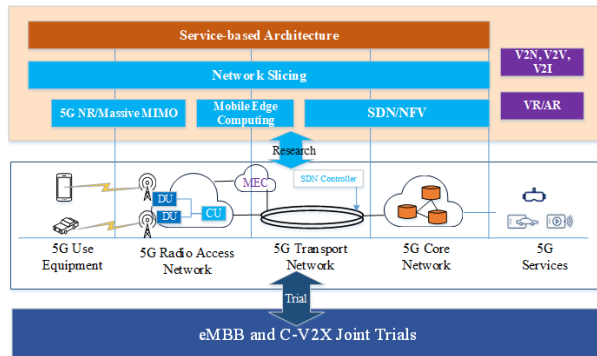 Service-based Architecture
V2N, V2V,
V2I
Network Slicing
5G NR/Massive MIMO
Mobile Edge
Computing
SDN/NFV
VR/AR
Research
MEC
SDN Controller
DU
DU
CU
5G Use
Equipment
5G Radio Access
Network
5G Transport
Network
5G Core
Network
5G
Services
Trial
eMBB and C-V2X Joint Trials